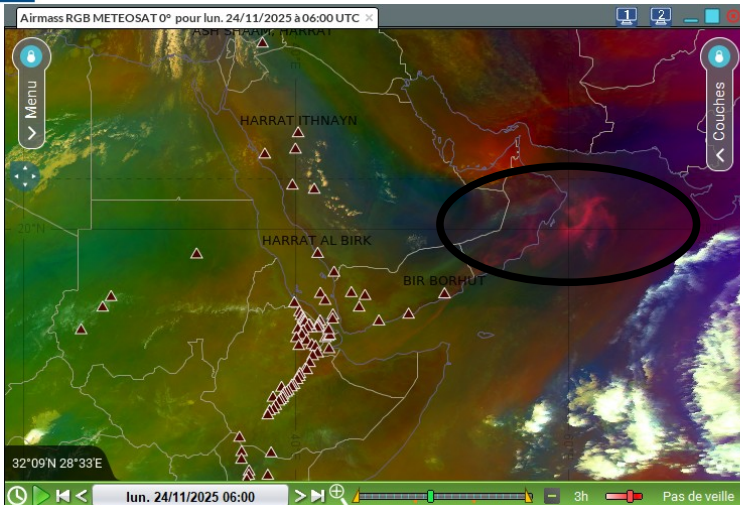 Airmass RGB METEOSAT 0° pour lun. 24/11/2025 à 06:00 UTC ×
1
2
ASH SHAAM, HARRAT
Menu
Couches
HARRAT ITHNAYN
20°N
HARRAT AL BIRK
BIR BORHUT
32°09'N 28°33'E
lun. 24/11/2025 06:00
3h
Pas de veille